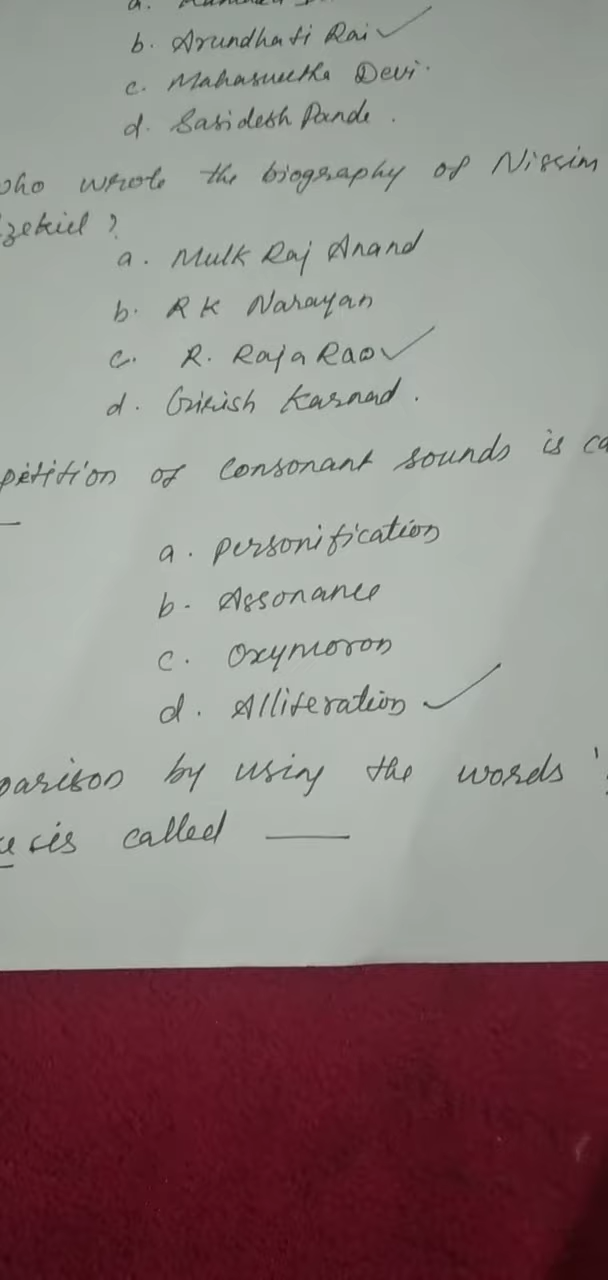 a.
b. Arundhati Rai ✓
c. Mahasweetha Devi.
d. Sasidesh Pande.
who wrote the biography of Nissim
zekiel?
a. Mulk Raj Anand
b. RK Narayan
c. R. Raja Rao ✓
d. Girish Karnad.
petition of consonant sounds is ca
a. personification
b. Assonance
c. Oxymoron
d. Alliteration ✓
parison by using the words '
is called ___